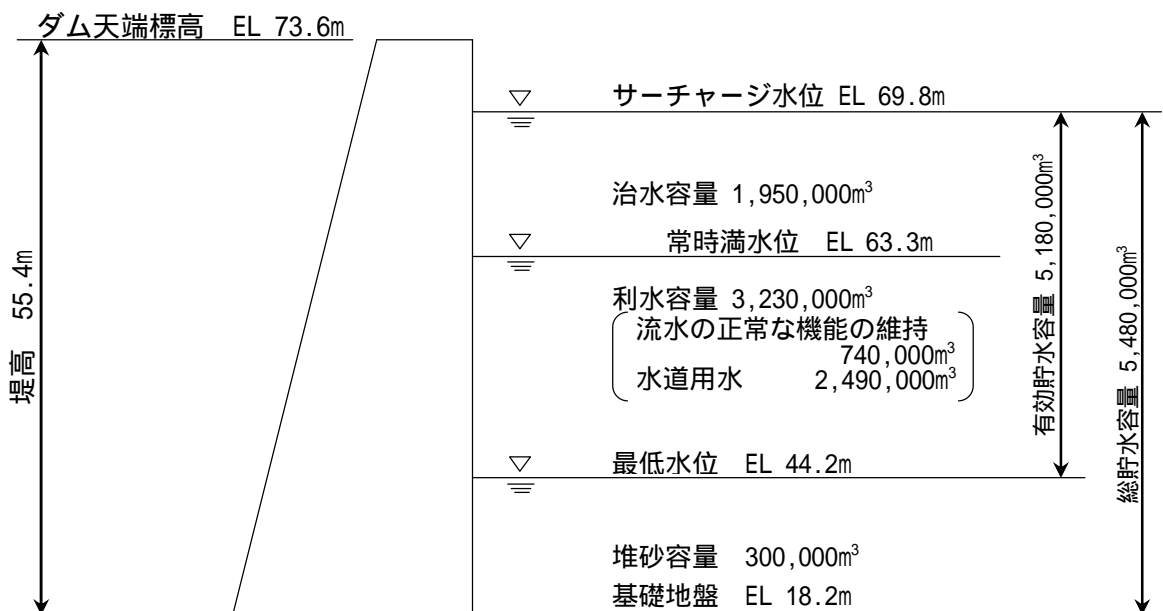 ダム天端標高 EL 73.6m
サーチャージ水位 EL 69.8m
治水容量 1,950,000m³
常時満水位 EL 63.3m
利水容量 3,230,000m³
流水の正常な機能の維持
740,000m³
水道用水 2,490,000m³
最低水位 EL 44.2m
堆砂容量 300,000m³
基礎地盤 EL 18.2m
堤高 55.4m
有効貯水容量 5,180,000m³
総貯水容量 5,480,000m³